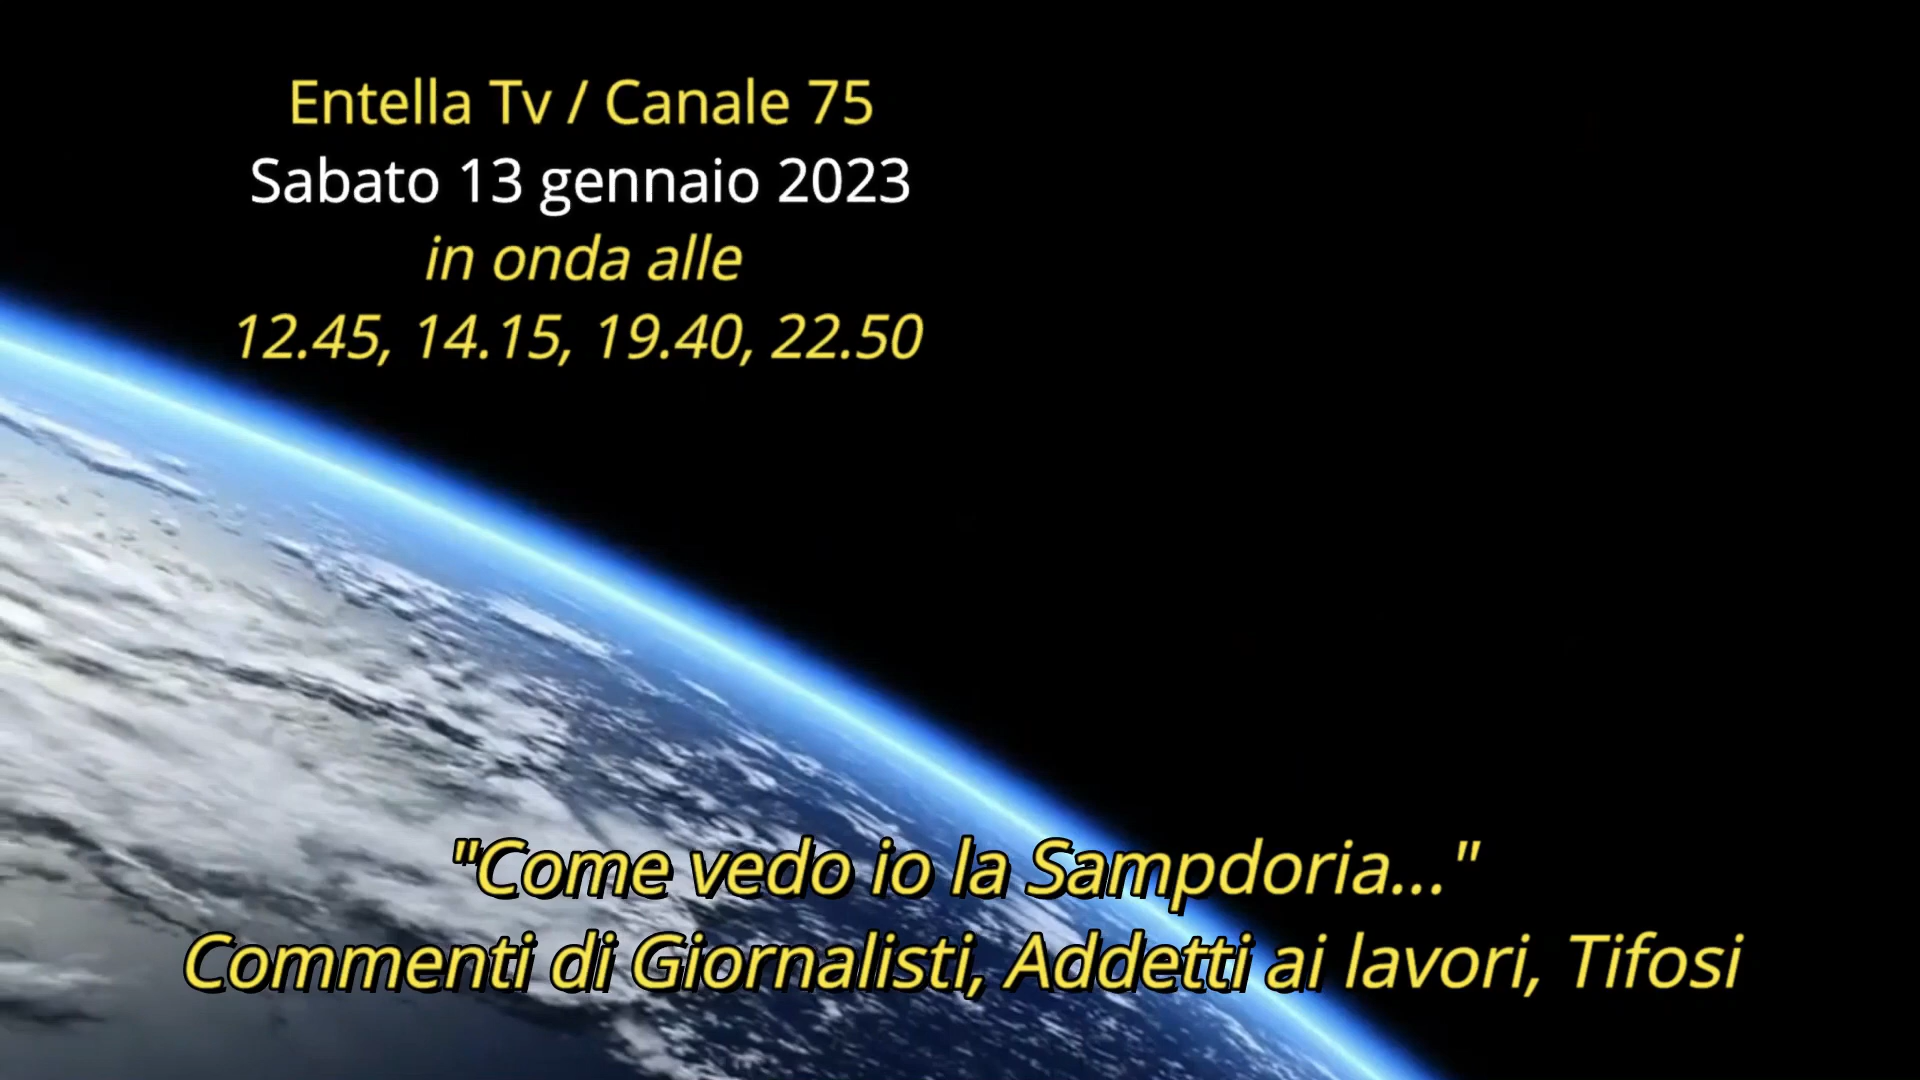 Entella Tv / Canale 75
Sabato 13 gennaio 2023
in onda alle
12.45, 14.15, 19.40, 22.50
"Come vedo io la Sampdoria..."
Commenti di Giornalisti, Addetti ai lavori, Tifosi